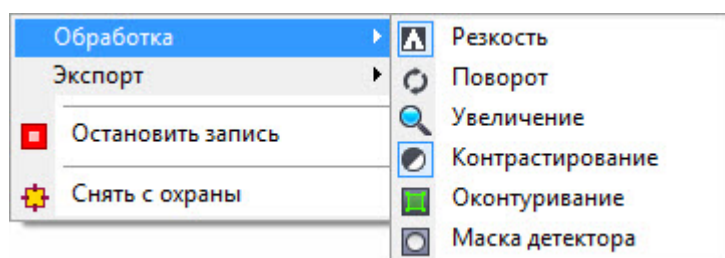 Обработка
Экспорт
Остановить запись
Снять с охраны
Резкость
Поворот
Увеличение
Контрастирование
Оконтуривание
Маска детектора